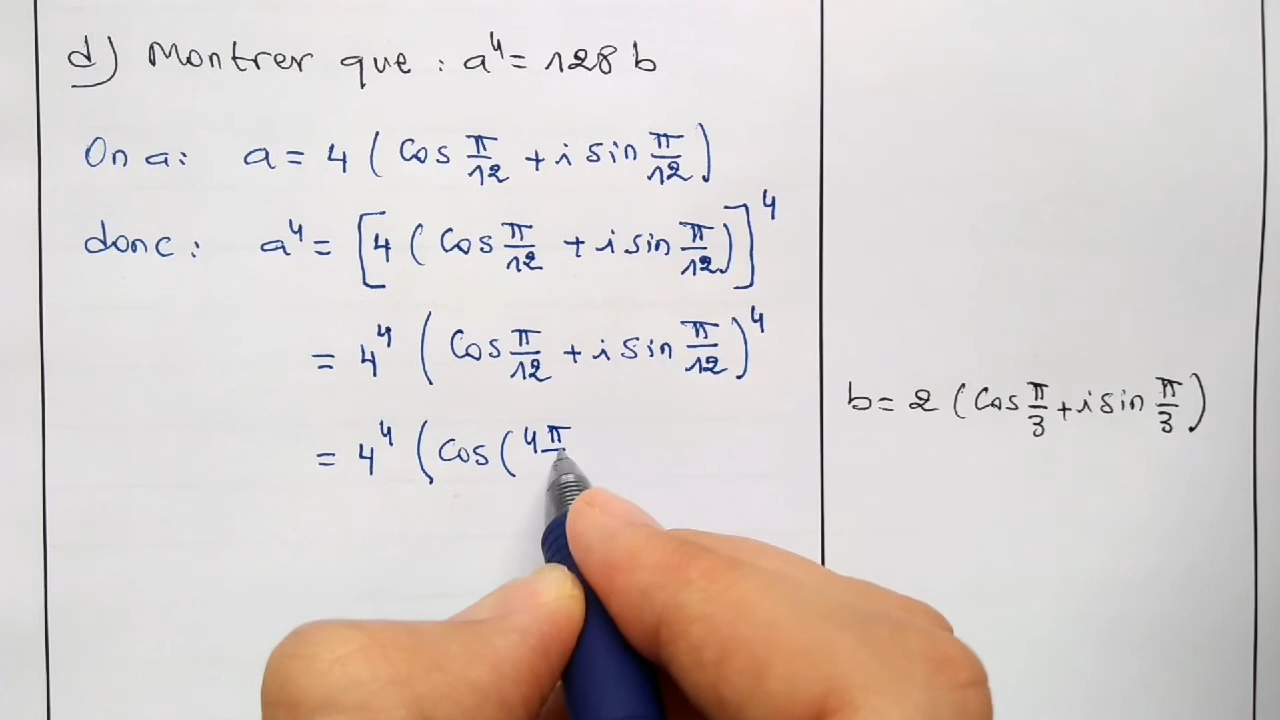 d) Montrer que : a⁴ = 128 b
On a : a = 4 ( cos π/12 + i sin π/12 )
donc : a⁴ = [ 4 ( cos π/12 + i sin π/12 ) ]⁴
= 4⁴ ( cos π/12 + i sin π/12 )⁴
b = 2 ( cos π/3 + i sin π/3 )
= 4⁴ ( cos ( 4π